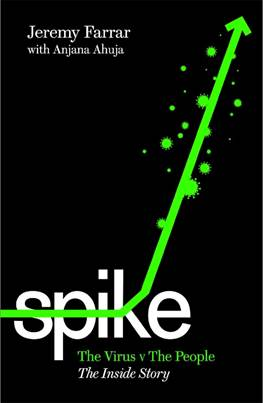 Jeremy Farrar
with Anjana Ahuja
spike
The Virus v The People
The Inside Story